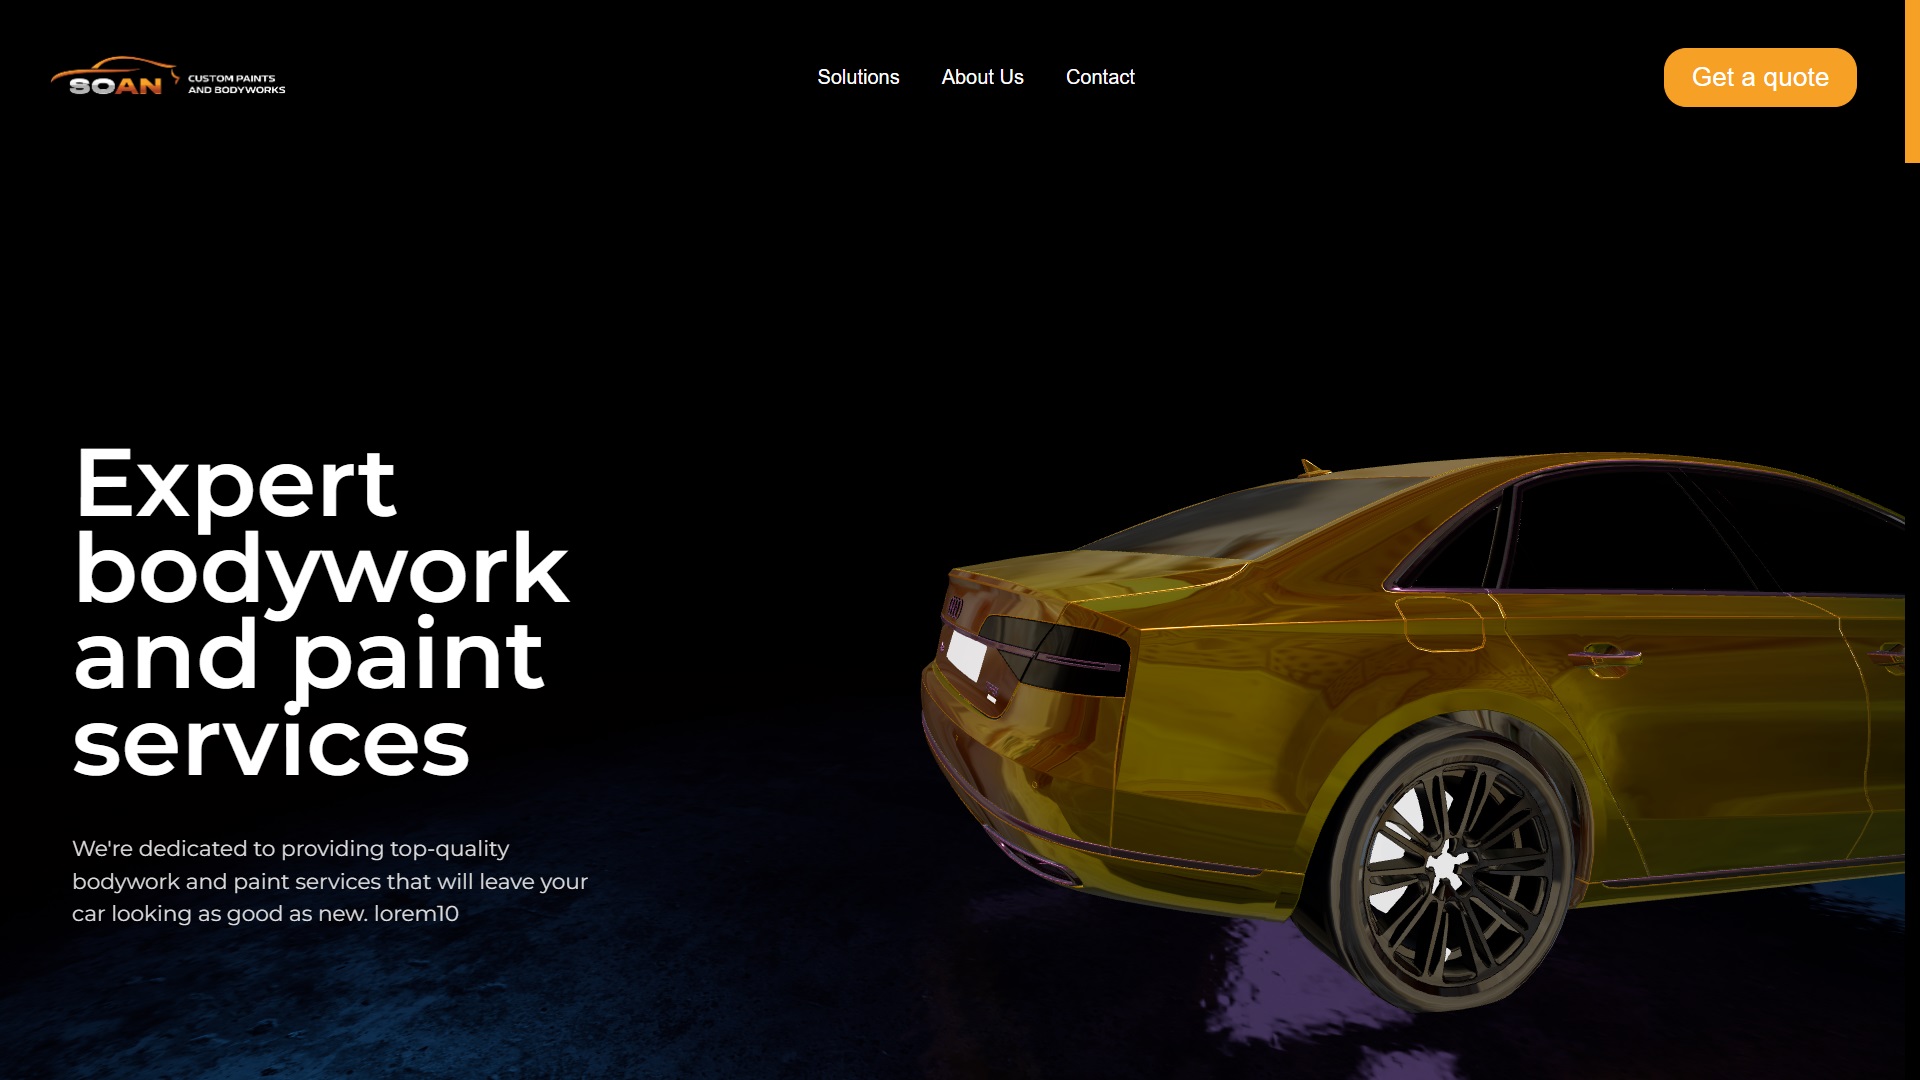 SOAN
CUSTOM PAINTS
AND BODYWORKS
Solutions
About Us
Contact
Get a quote
Expert
bodywork
and paint
services
We're dedicated to providing top-quality
bodywork and paint services that will leave your
car looking as good as new. lorem10